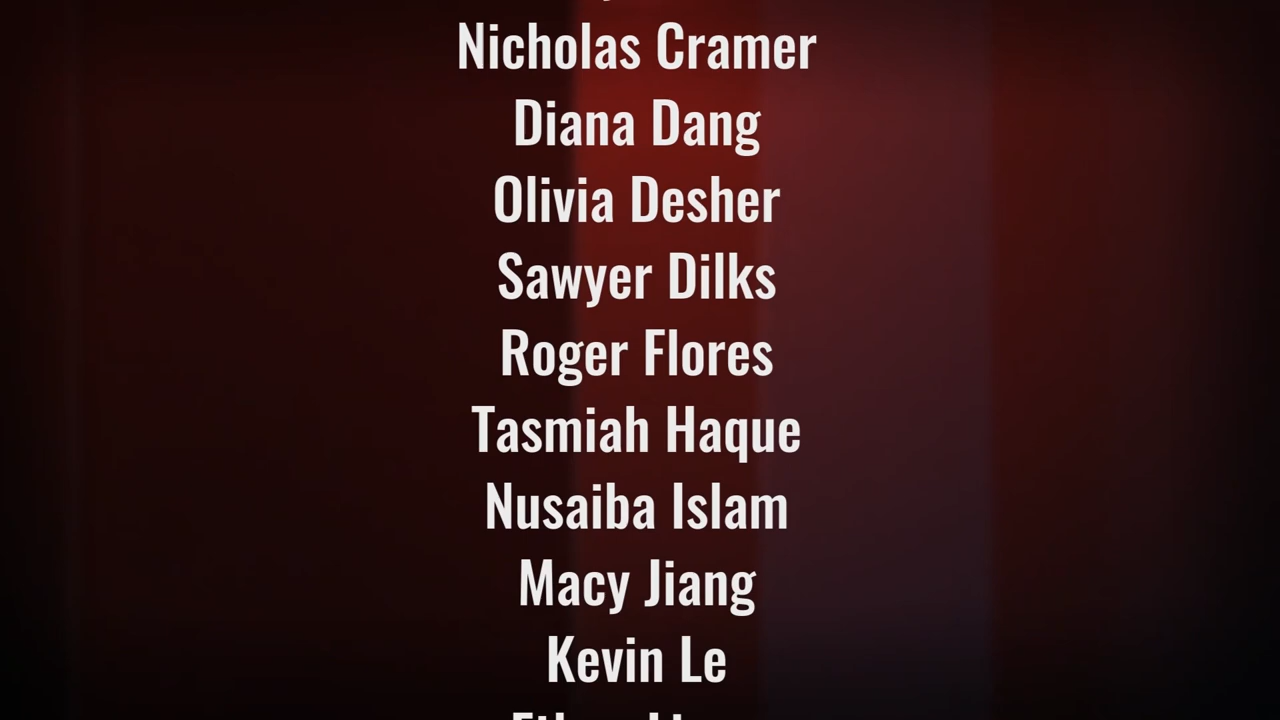 Nicholas Cramer
Diana Dang
Olivia Desher
Sawyer Dilks
Roger Flores
Tasmiah Haque
Nusaiba Islam
Macy Jiang
Kevin Le